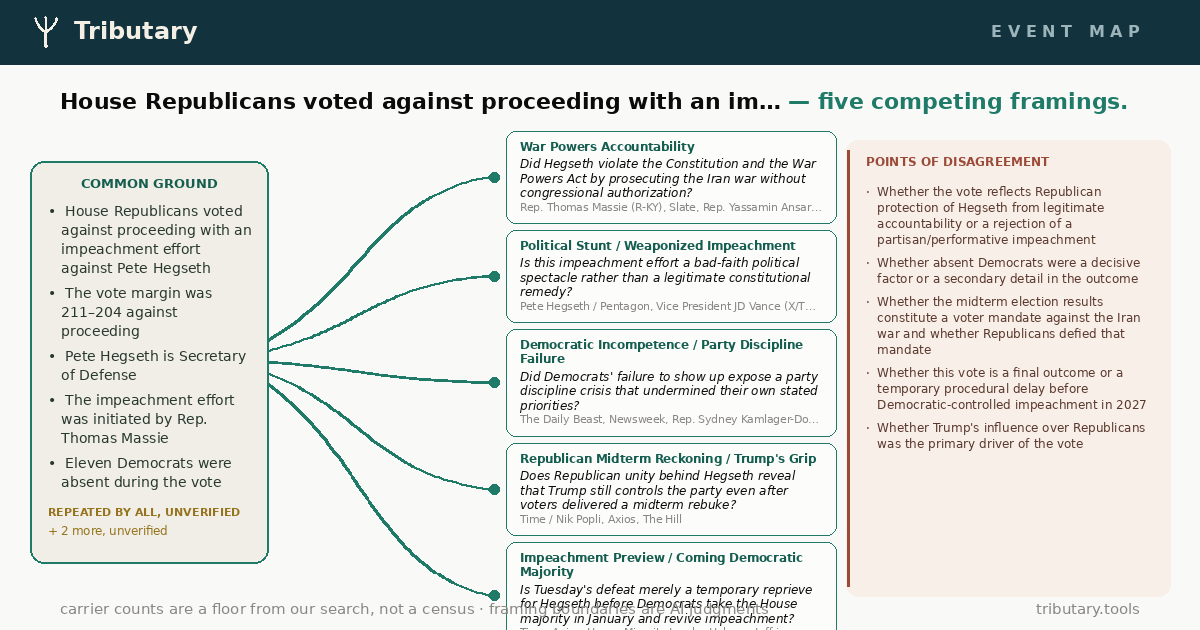 Tributary
EVENT MAP
House Republicans voted against proceeding with an im… — five competing framings.
COMMON GROUND
• House Republicans voted
against proceeding with an
impeachment effort
against Pete Hegseth
• The vote margin was
211–204 against
proceeding
• Pete Hegseth is Secretary
of Defense
• The impeachment effort
was initiated by Rep.
Thomas Massie
• Eleven Democrats were
absent during the vote
REPEATED BY ALL, UNVERIFIED
+ 2 more, unverified
War Powers Accountability
Did Hegseth violate the Constitution and the War
Powers Act by prosecuting the Iran war without
congressional authorization?
Rep. Thomas Massie (R-KY), Slate, Rep. Yassamin Ansar…
Political Stunt / Weaponized Impeachment
Is this impeachment effort a bad-faith political
spectacle rather than a legitimate constitutional
remedy?
Pete Hegseth / Pentagon, Vice President JD Vance (X/T…
Democratic Incompetence / Party Discipline
Failure
Did Democrats' failure to show up expose a party
discipline crisis that undermined their own stated
priorities?
The Daily Beast, Newsweek, Rep. Sydney Kamlager-Do…
Republican Midterm Reckoning / Trump's Grip
Does Republican unity behind Hegseth reveal
that Trump still controls the party even after
voters delivered a midterm rebuke?
Time / Nik Popli, Axios, The Hill
Impeachment Preview / Coming Democratic
Majority
Is Tuesday's defeat merely a temporary reprieve
for Hegseth before Democrats take the House
majority in January and revive impeachment?
POINTS OF DISAGREEMENT
· Whether the vote reflects Republican
protection of Hegseth from legitimate
accountability or a rejection of a
partisan/performative impeachment
· Whether absent Democrats were a decisive
factor or a secondary detail in the outcome
· Whether the midterm election results
constitute a voter mandate against the Iran
war and whether Republicans defied that
mandate
· Whether this vote is a final outcome or a
temporary procedural delay before
Democratic-controlled impeachment in 2027
· Whether Trump's influence over Republicans
was the primary driver of the vote
carrier counts are a floor from our search, not a census · framing boundaries are AI judgments
tributary.tools